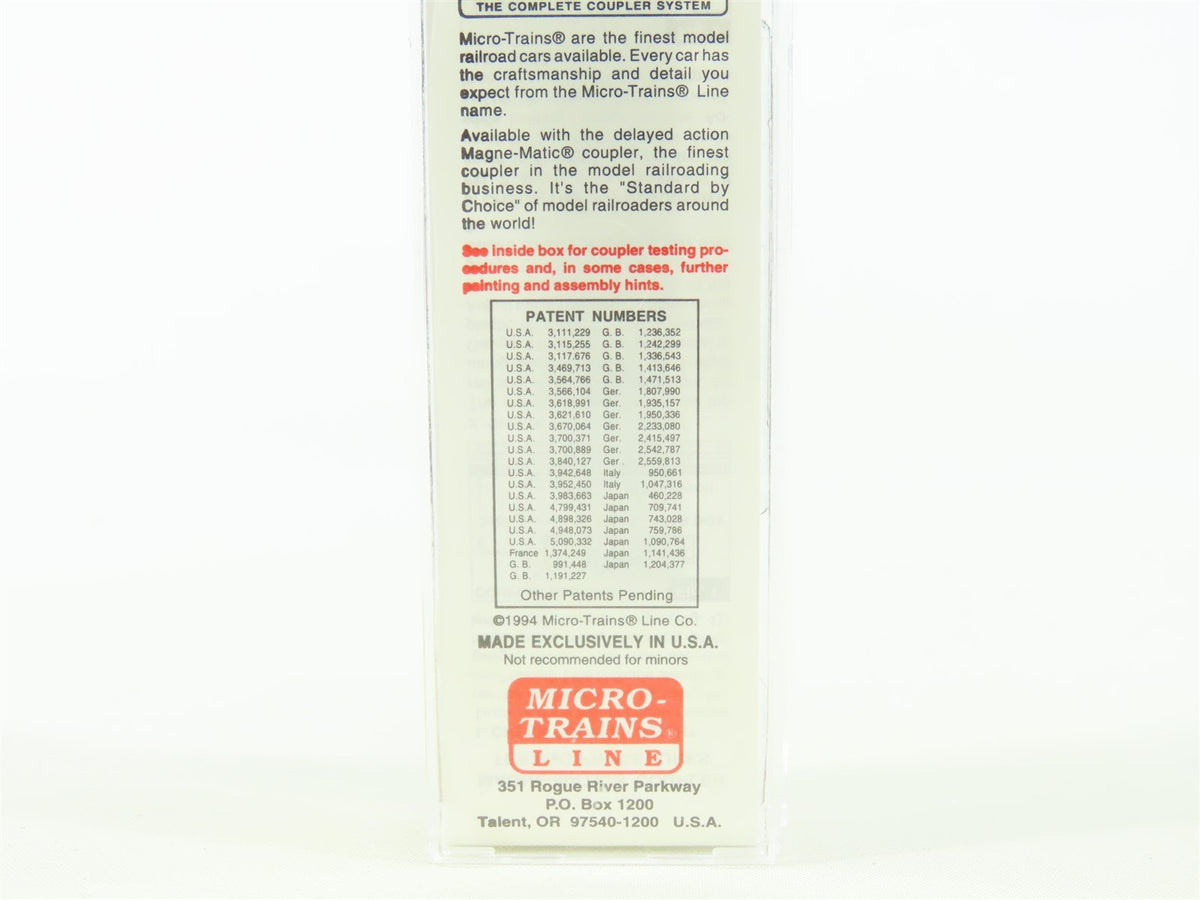 THE COMPLETE COUPLER SYSTEM
Micro-Trains® are the finest model
railroad cars available. Every car has
the craftsmanship and detail you
expect from the Micro-Trains® Line
name.
Available with the delayed action
Magne-Matic® coupler, the finest
coupler in the model railroading
business. It's the "Standard by
Choice" of model railroaders around
the world!
See inside box for coupler testing pro-
cedures and, in some cases, further
painting and assembly hints.
PATENT NUMBERS
U.S.A. 3,111,229 G. B. 1,236,352
U.S.A. 3,115,255 G. B. 1,242,299
U.S.A. 3,117.676 G. B. 1,336,543
U.S.A. 3,469,713 G. B. 1,413,646
U.S.A. 3,564,766 G. B. 1,471,513
U.S.A. 3,566,104 Ger. 1,807,990
U.S.A. 3,618,991 Ger. 1,935,157
U.S.A. 3,621,610 Ger. 1,950,336
U.S.A. 3,670,064 Ger. 2,233,080
U.S.A. 3,700,371 Ger. 2,415,497
U.S.A. 3,700,889 Ger. 2,542,787
U.S.A. 3,840,127 Ger . 2,559,813
U.S.A. 3,942,648 Italy 950,661
U.S.A. 3,952,450 Italy 1,047,316
U.S.A. 3,983,663 Japan 460,228
U.S.A. 4,799,431 Japan 709,741
U.S.A. 4,898,326 Japan 743,028
U.S.A. 4,948,073 Japan 759,786
U.S.A. 5,090,332 Japan 1,090,764
France 1,374,249 Japan 1,141,436
G. B. 991,448 Japan 1,204,377
G. B. 1,191,227
Other Patents Pending
©1994 Micro-Trains® Line Co.
MADE EXCLUSIVELY IN U.S.A.
Not recommended for minors
MICRO-
TRAINS®
LINE
351 Rogue River Parkway
P.O. Box 1200
Talent, OR 97540-1200 U.S.A.